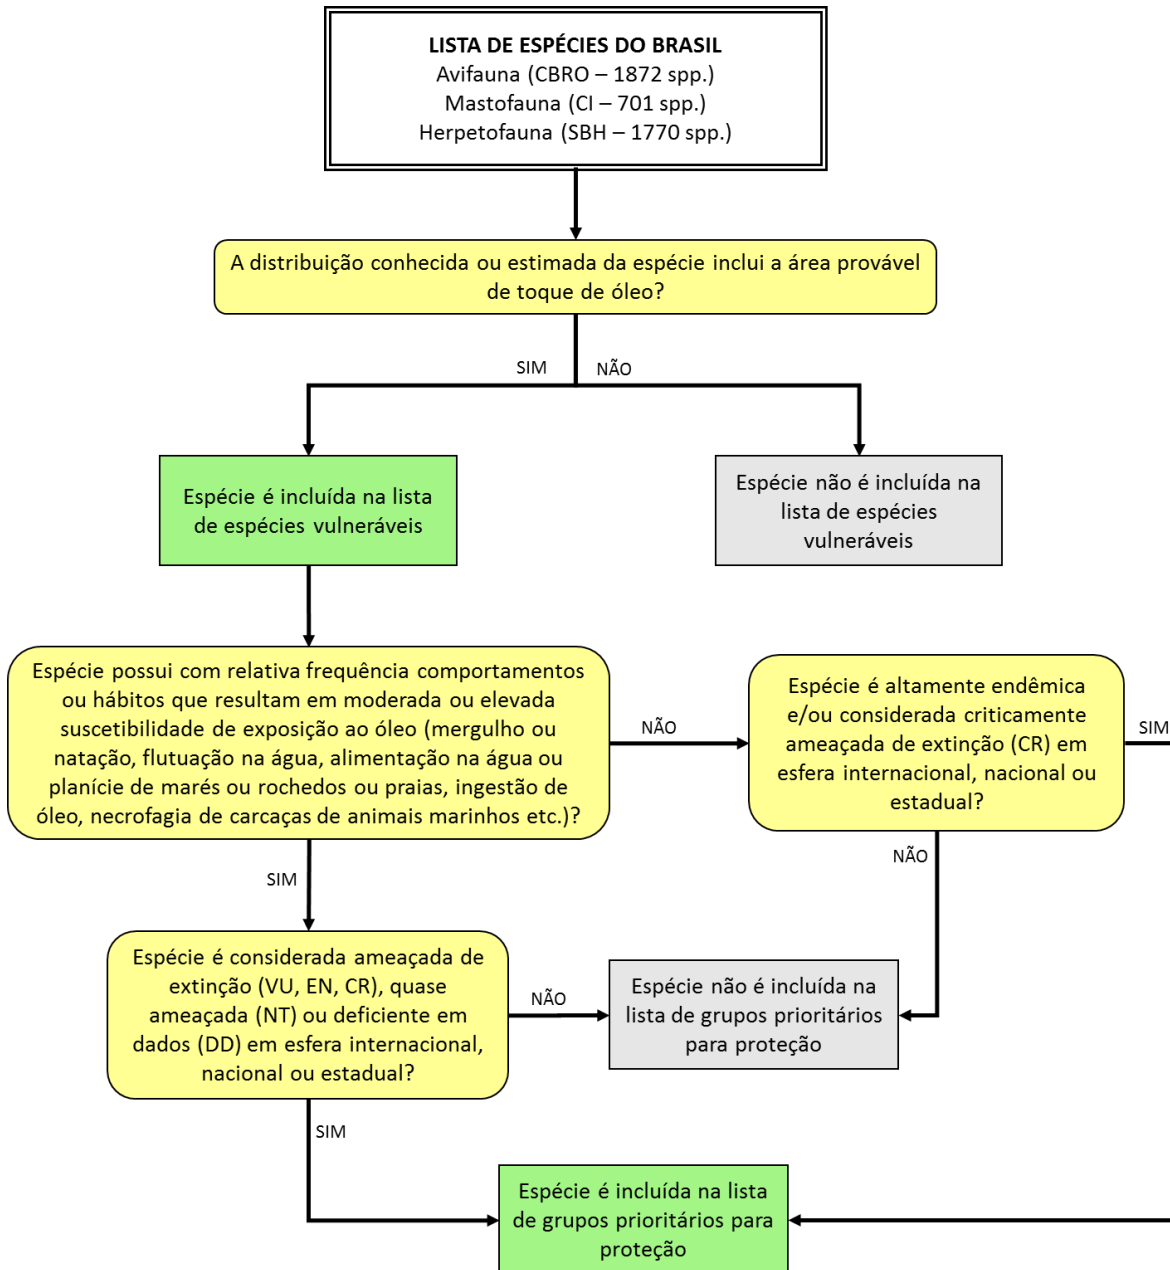 LISTA DE ESPÉCIES DO BRASIL
Avifauna (CBRO – 1872 spp.)
Mastofauna (CI – 701 spp.)
Herpetofauna (SBH – 1770 spp.)
A distribuição conhecida ou estimada da espécie inclui a área provável
de toque de óleo?
SIM
NÃO
Espécie é incluída na lista
de espécies vulneráveis
Espécie não é incluída na
lista de espécies
vulneráveis
Espécie possui com relativa frequência comportamentos
ou hábitos que resultam em moderada ou elevada
suscetibilidade de exposição ao óleo (mergulho ou
natação, flutuação na água, alimentação na água ou
planície de marés ou rochedos ou praias, ingestão de
óleo, necrofagia de carcaças de animais marinhos etc.)?
NÃO
Espécie é altamente endêmica
e/ou considerada criticamente
ameaçada de extinção (CR) em
esfera internacional, nacional ou
estadual?
SIM
NÃO
SIM
Espécie é considerada ameaçada de
extinção (VU, EN, CR), quase
ameaçada (NT) ou deficiente em
dados (DD) em esfera internacional,
nacional ou estadual?
NÃO
Espécie não é incluída na
lista de grupos prioritários
para proteção
SIM
Espécie é incluída na lista
de grupos prioritários para
proteção